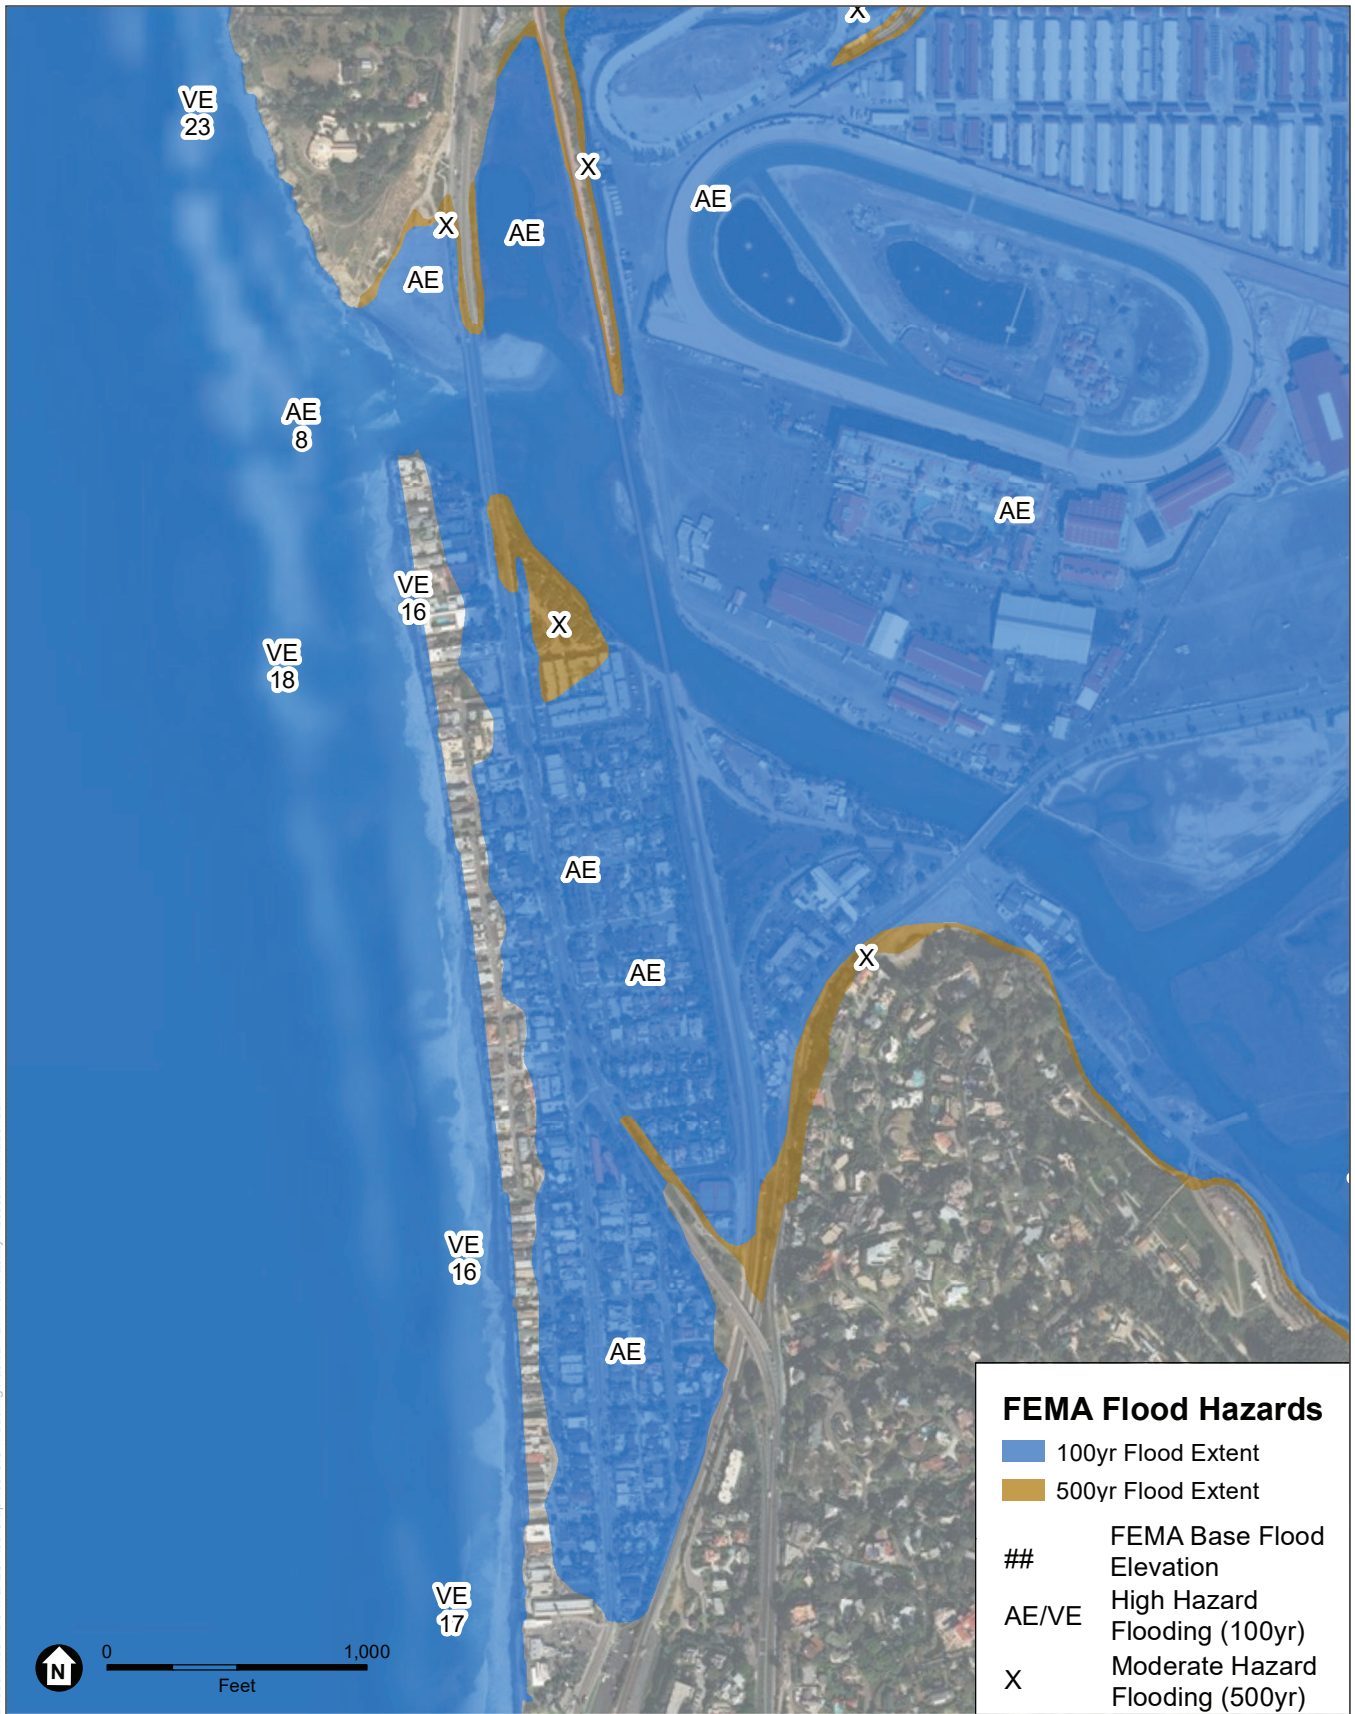 X
VE
23
X
AE
X
AE
AE
AE
8
AE
VE
16
X
VE
18
AE
X
AE
VE
16
AE
VE
17
N
0 1,000
Feet
FEMA Flood Hazards
100yr Flood Extent
500yr Flood Extent
## FEMA Base Flood
Elevation
AE/VE High Hazard
Flooding (100yr)
X Moderate Hazard
Flooding (500yr)